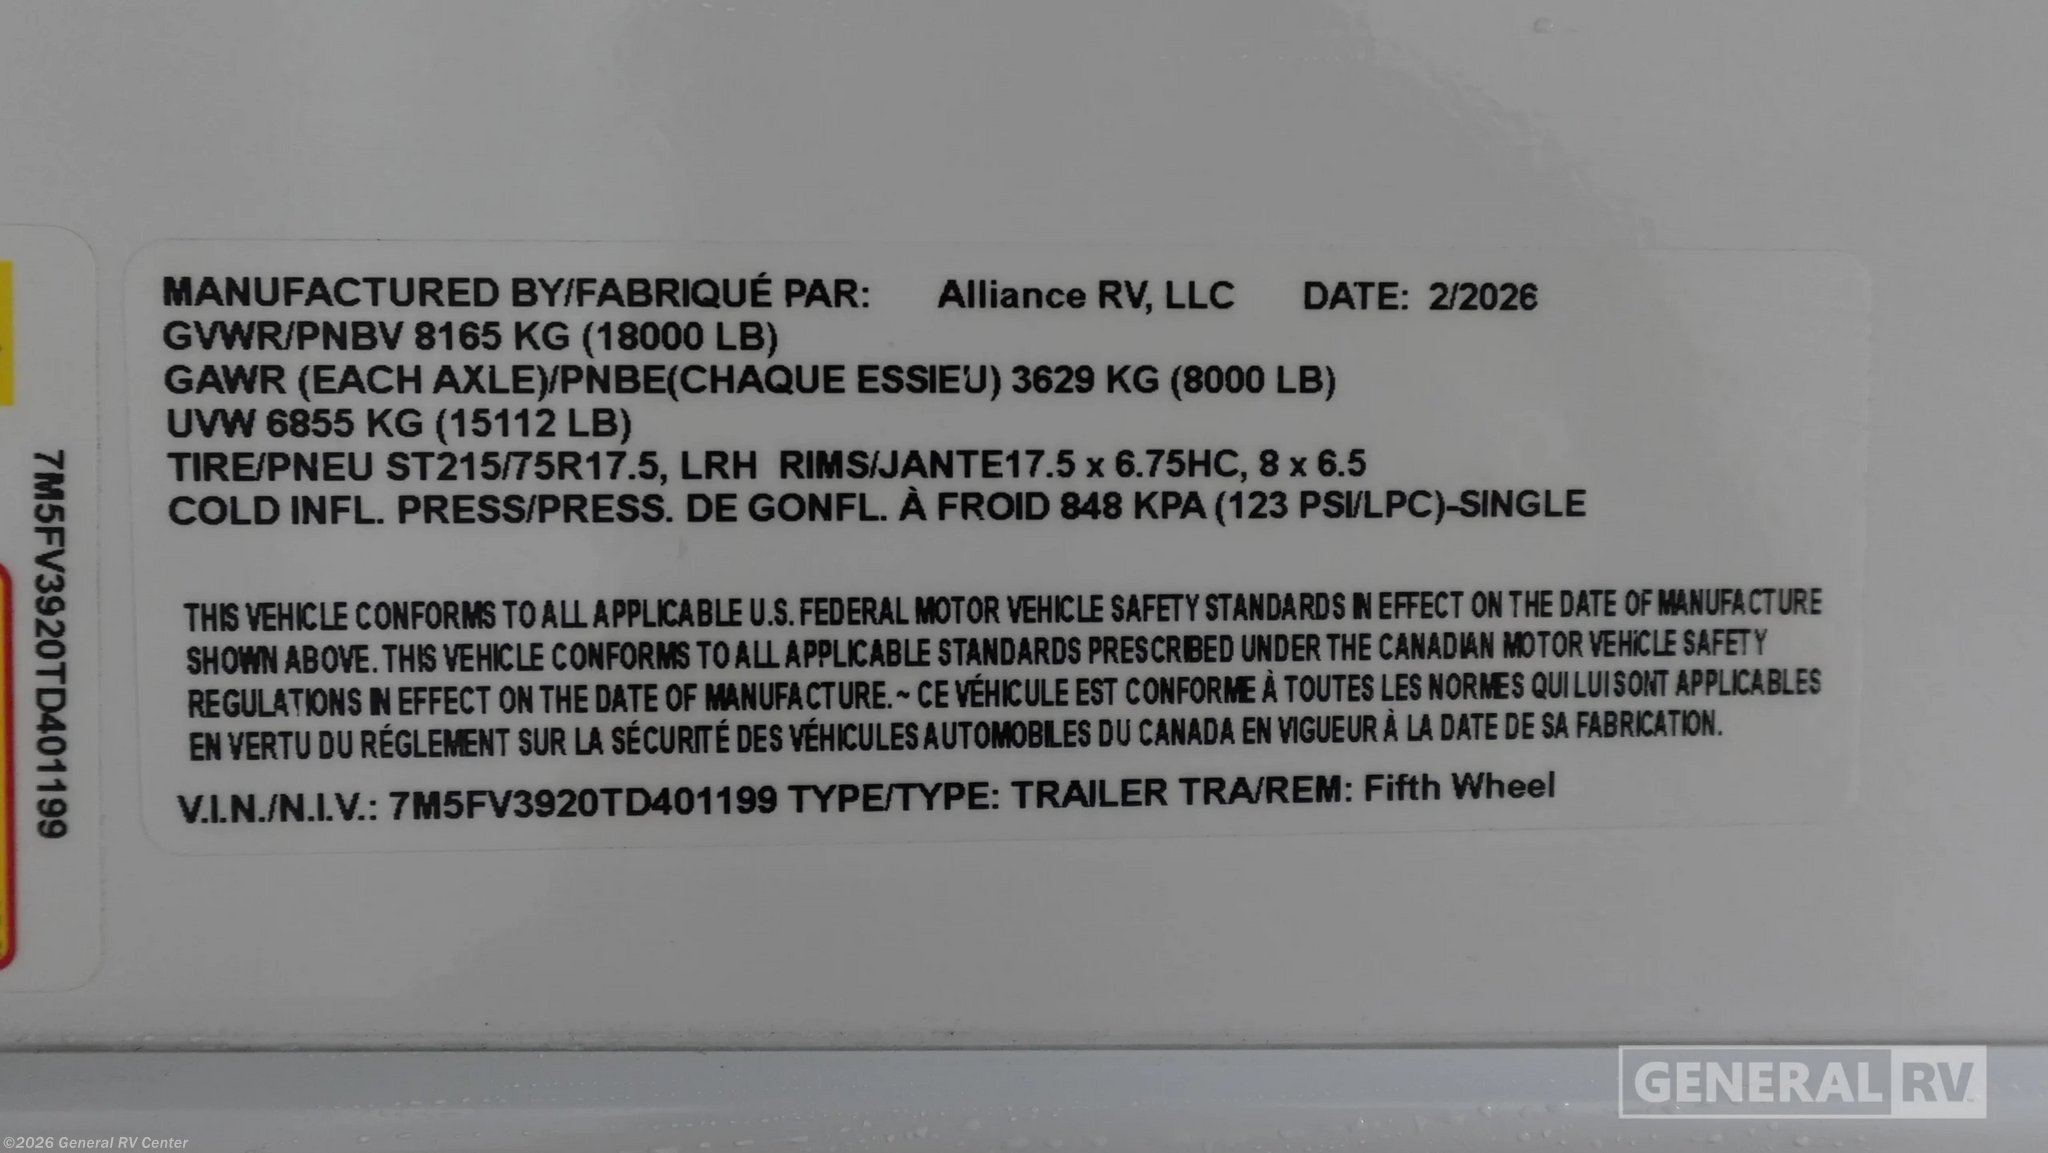 MANUFACTURED BY/FABRIQUÉ PAR: Alliance RV, LLC DATE: 2/2026
GVWR/PNBV 8165 KG (18000 LB)
GAWR (EACH AXLE)/PNBE(CHAQUE ESSIEU) 3629 KG (8000 LB)
UVW 6855 KG (15112 LB)
TIRE/PNEU ST215/75R17.5, LRH RIMS/JANTE17.5 x 6.75HC, 8 x 6.5
COLD INFL. PRESS/PRESS. DE GONFL. À FROID 848 KPA (123 PSI/LPC)-SINGLE
THIS VEHICLE CONFORMS TO ALL APPLICABLE U.S. FEDERAL MOTOR VEHICLE SAFETY STANDARDS IN EFFECT ON THE DATE OF MANUFACTURE
SHOWN ABOVE. THIS VEHICLE CONFORMS TO ALL APPLICABLE STANDARDS PRESCRIBED UNDER THE CANADIAN MOTOR VEHICLE SAFETY
REGULATIONS IN EFFECT ON THE DATE OF MANUFACTURE. ~ CE VÉHICULE EST CONFORME À TOUTES LES NORMES QUI LUI SONT APPLICABLES
EN VERTU DU RÉGLEMENT SUR LA SÉCURITÉ DES VÉHICULES AUTOMOBILES DU CANADA EN VIGUEUR À LA DATE DE SA FABRICATION.
V.I.N./N.I.V.: 7M5FV3920TD401199 TYPE/TYPE: TRAILER TRA/REM: Fifth Wheel
7M5FV3920TD401199
GENERAL RV
©2026 General RV Center